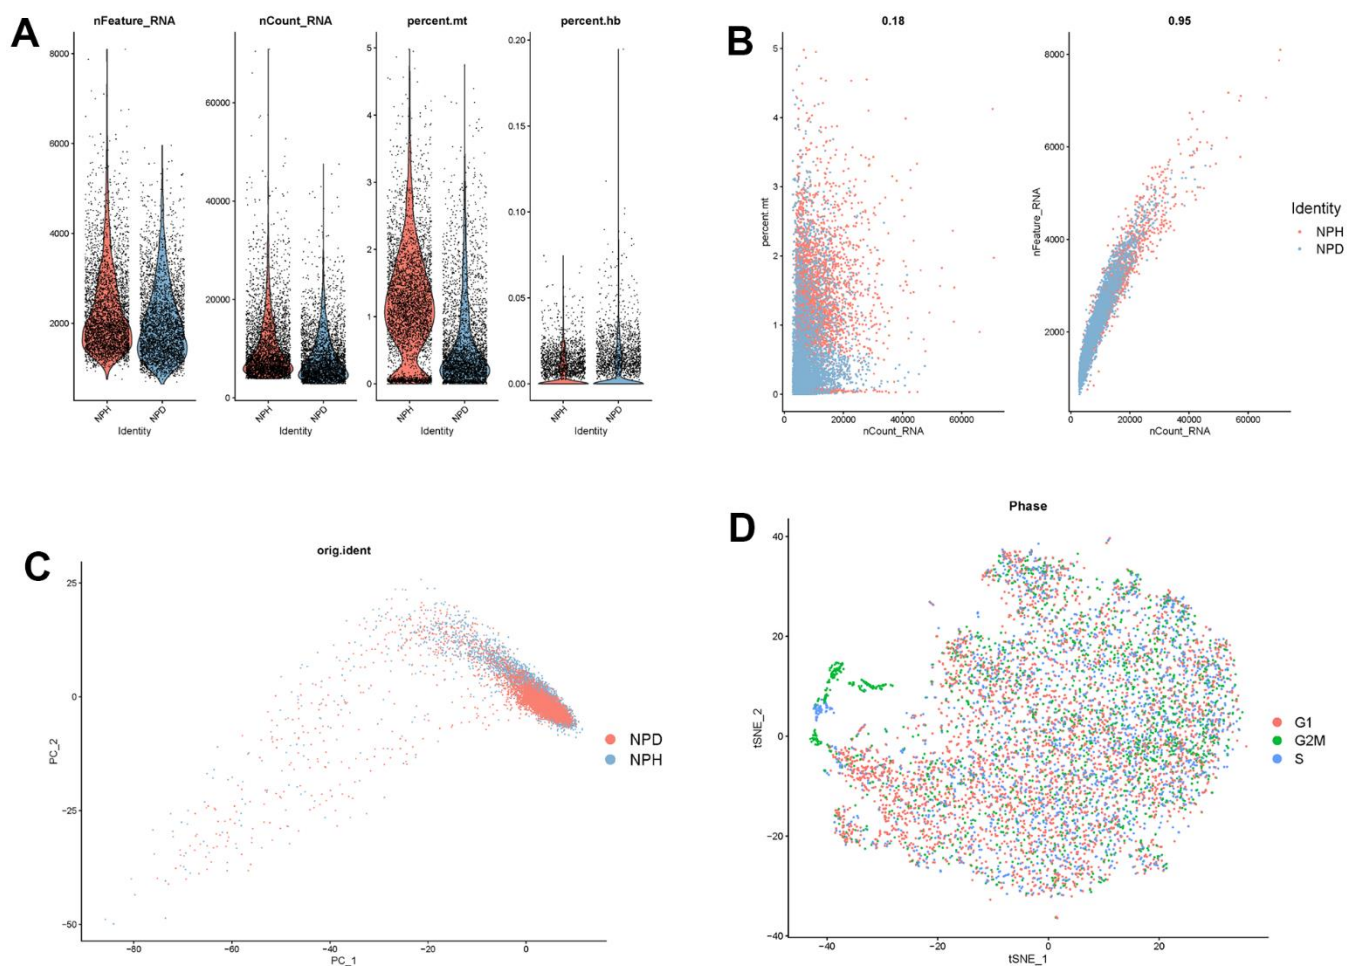 A
nFeature_RNA
8000
6000
4000
2000
NPH
NPD
Identity
nCount_RNA
60000
40000
20000
0
NPH
NPD
Identity
percent.mt
5
4
3
2
1
0
NPH
NPD
Identity
percent.hb
0.20
0.15
0.10
0.05
0.00
NPH
NPD
Identity
B
0.18
percent.mt
5
4
3
2
1
0
0
20000
40000
60000
nCount_RNA
0.95
nFeature_RNA
8000
6000
4000
2000
0
20000
40000
60000
nCount_RNA
Identity
NPH
NPD
C
orig.ident
PC_2
25
0
-25
-50
-80
-60
-40
-20
0
PC_1
NPD
NPH
D
Phase
tSNE_2
40
20
0
-20
-40
-20
0
20
tSNE_1
G1
G2M
S